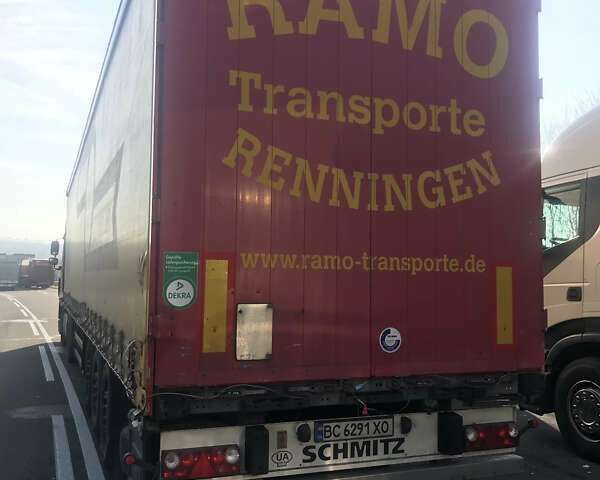 RAMO
Transporte
RENNINGEN
www.ramo-transporte.de
DEKRA
BC 6291 XO
UA
SCHMITZ